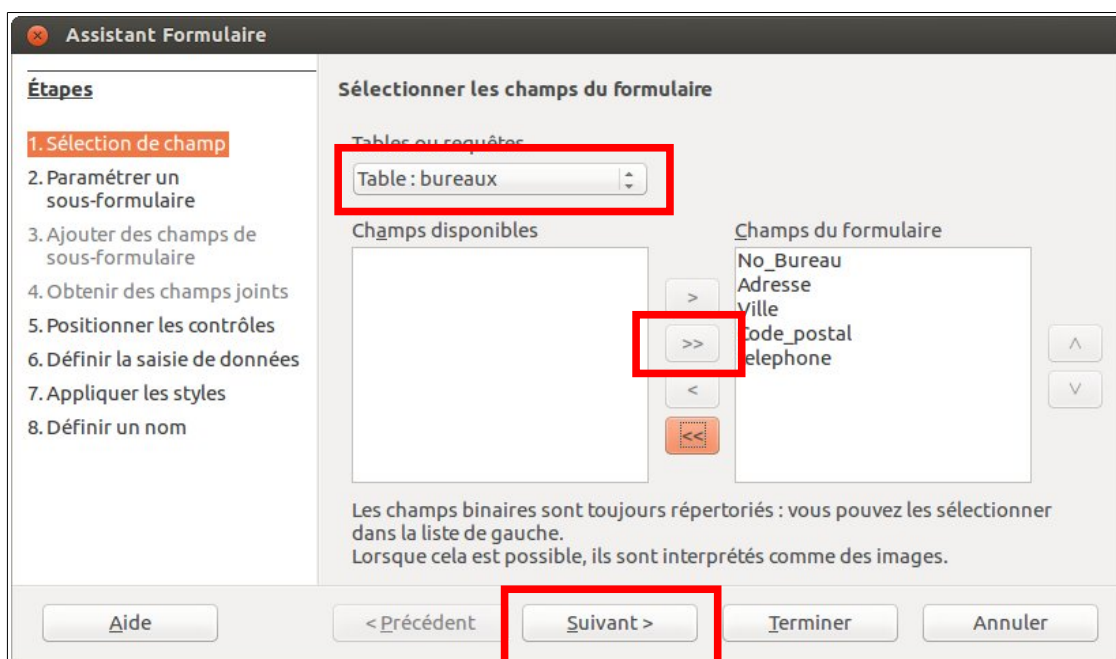 Assistant Formulaire
Étapes
1. Sélection de champ
2. Paramétrer un
sous-formulaire
3. Ajouter des champs de
sous-formulaire
4. Obtenir des champs joints
5. Positionner les contrôles
6. Définir la saisie de données
7. Appliquer les styles
8. Définir un nom
Sélectionner les champs du formulaire
Tables ou requêtes
Table : bureaux
Champs disponibles
>
>>
<
<<
Champs du formulaire
No_Bureau
Adresse
Ville
Code_postal
elephone
Les champs binaires sont toujours répertoriés : vous pouvez les sélectionner
dans la liste de gauche.
Lorsque cela est possible, ils sont interprétés comme des images.
Aide
< Précédent
Suivant >
Terminer
Annuler